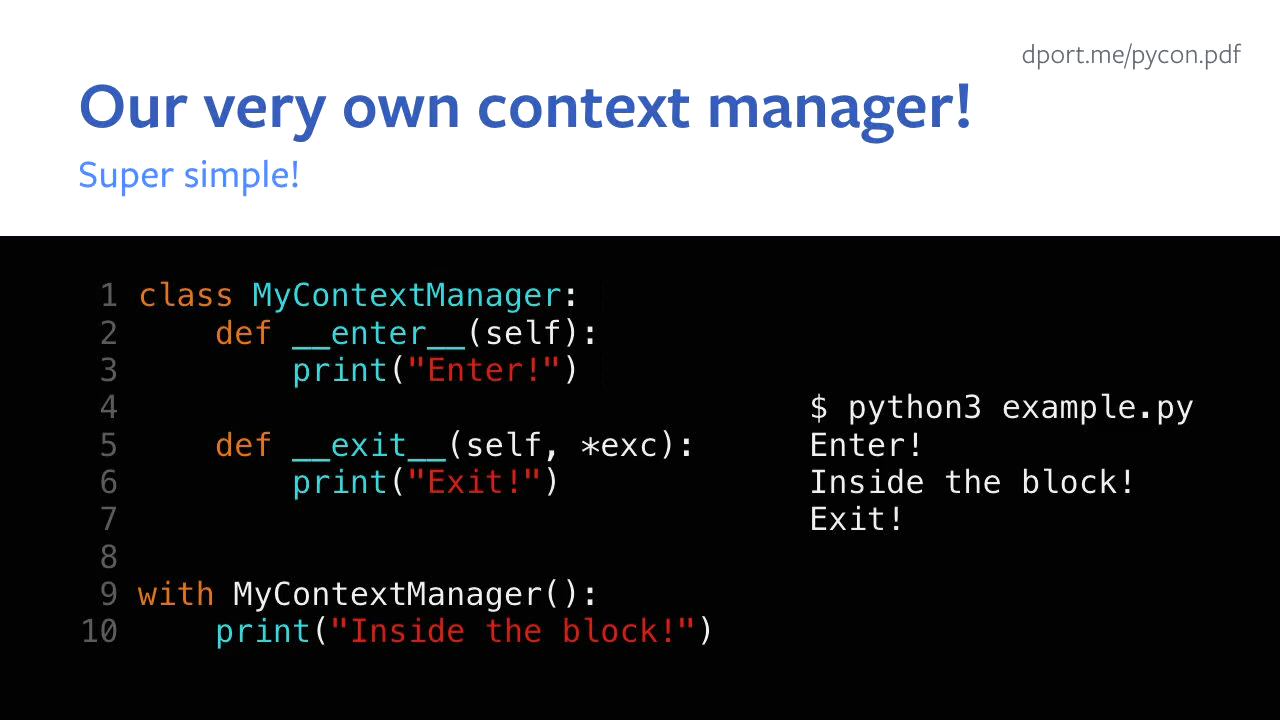 dport.me/pycon.pdf
Our very own context manager!
Super simple!
1 class MyContextManager:
2     def __enter__(self):
3         print("Enter!")
4
5     def __exit__(self, *exc):
6         print("Exit!")
7
8
9 with MyContextManager():
10     print("Inside the block!")
$ python3 example.py
Enter!
Inside the block!
Exit!